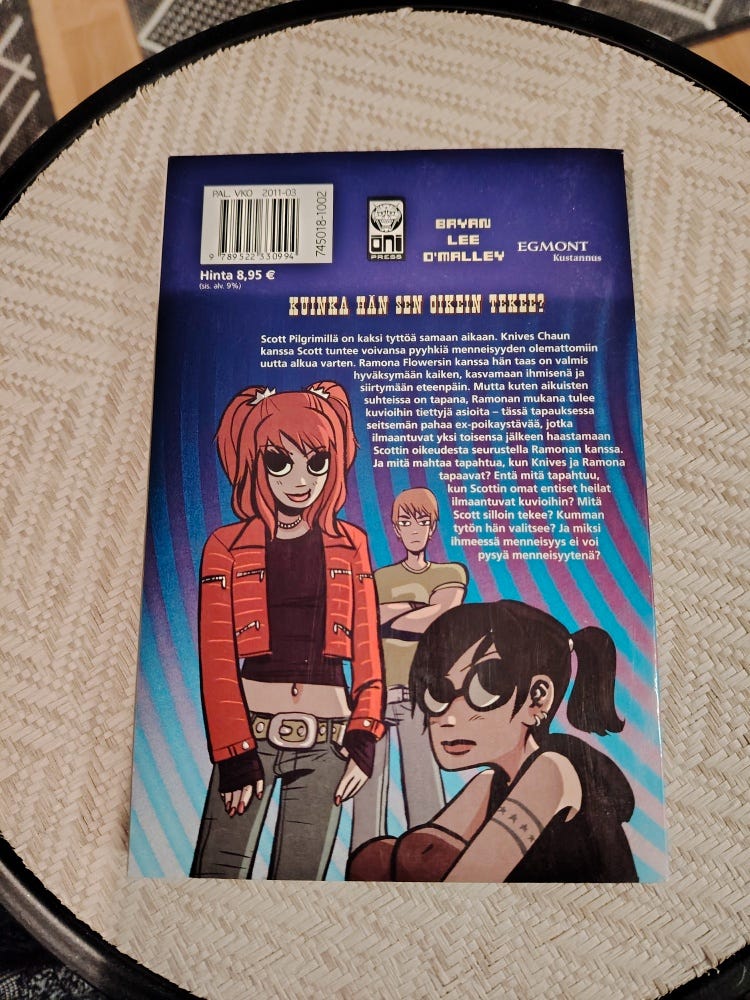 PAL. VKO 2011-03
9 789522 330994
745018-1002
ŌNI
PRESS
BRYAN
LEE
O'MALLEY
EGMONT
Kustannus
Hinta 8,95 €
(sis. alv. 9%)
KUINKA HÄN SEN OIKEIN TEKEE?
Scott Pilgrimillä on kaksi tyttöä samaan aikaan. Knives Chaun
kanssa Scott tuntee voivansa pyyhkiä menneisyyden olemattomiin
uutta alkua varten. Ramona Flowersin kanssa hän taas on valmis
hyväksymään kaiken, kasvamaan ihmisenä ja
siirtymään eteenpäin. Mutta kuten aikuisten
suhteissa on tapana, Ramonan mukana tulee
kuvioihin tiettyjä asioita – tässä tapauksessa
seitsemän pahaa ex-poikaystävää, jotka
ilmaantuvat yksi toisensa jälkeen haastamaan
Scottin oikeudesta seurustella Ramonan kanssa.
Ja mitä mahtaa tapahtua, kun Knives ja Ramona
tapaavat? Entä mitä tapahtuu,
kun Scottin omat entiset heilat
ilmaantuvat kuvioihin? Mitä
Scott silloin tekee? Kumman
tytön hän valitsee? Ja miksi
ihmeessä menneisyys ei voi
pysyä menneisyytenä?